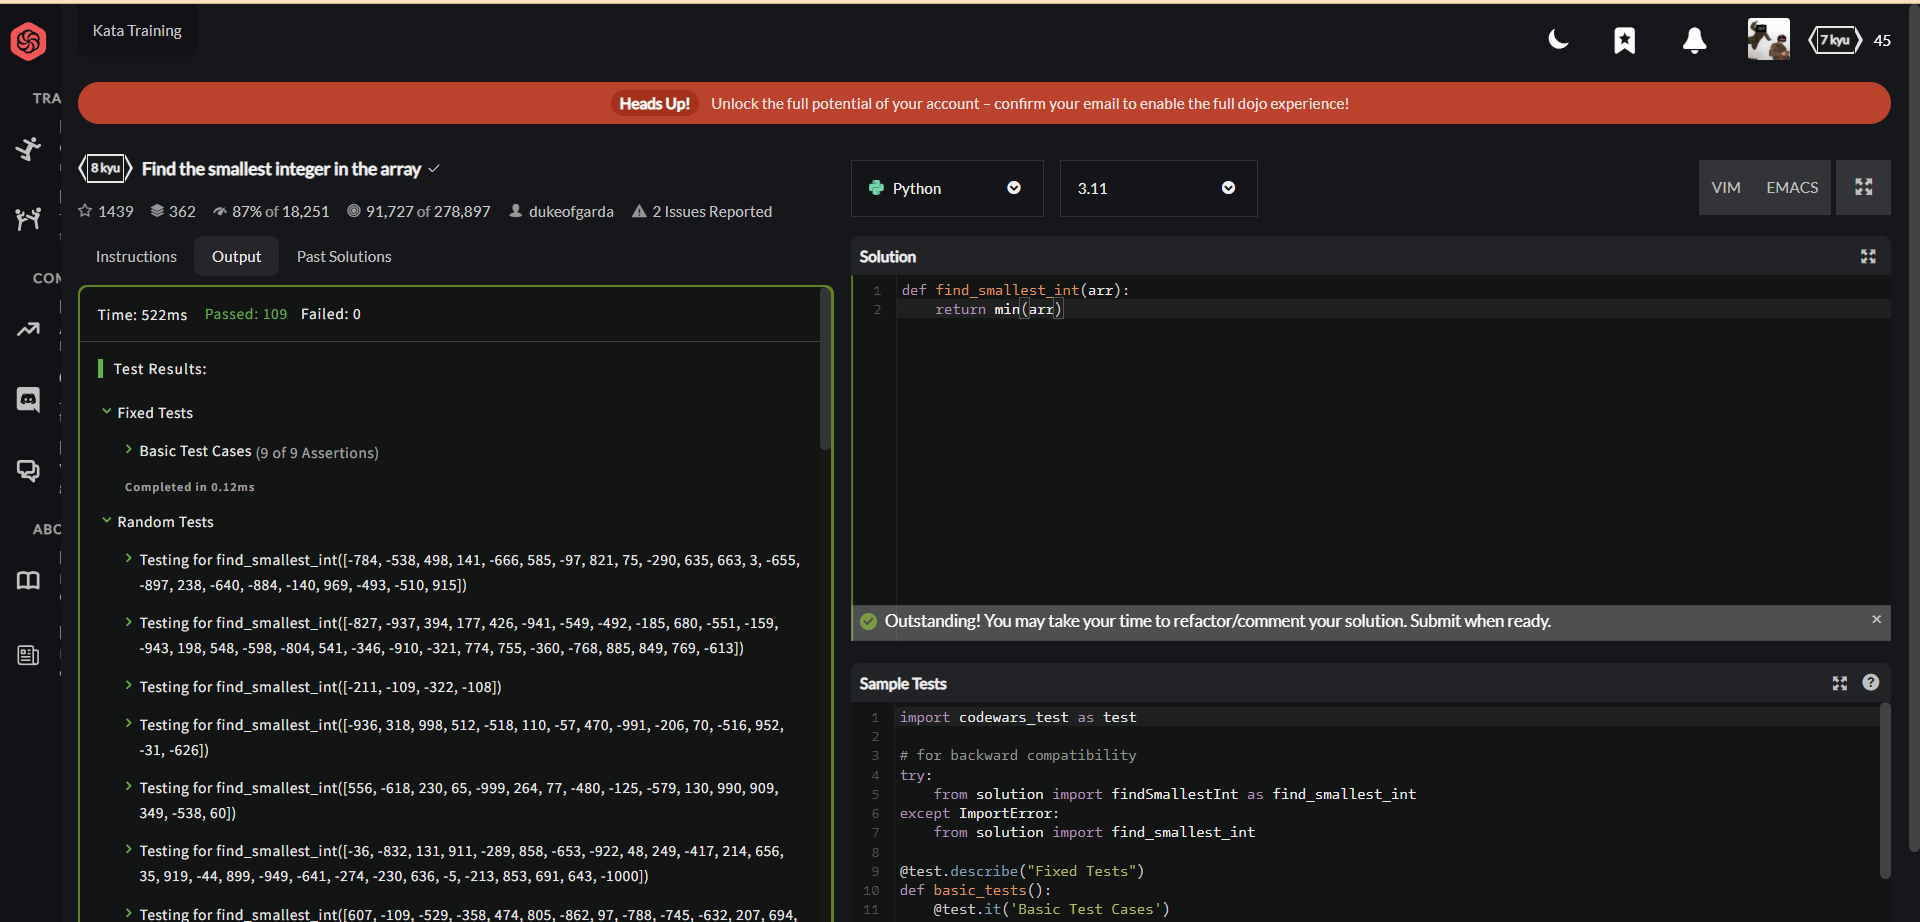 Kata Training
7 kyu
45
TRA
COM
ABO
Heads Up! Unlock the full potential of your account – confirm your email to enable the full dojo experience!
8 kyu Find the smallest integer in the array
1439 362 87% of 18,251 91,727 of 278,897 dukeofgarda 2 Issues Reported
Instructions Output Past Solutions
Time: 522ms Passed: 109 Failed: 0
Test Results:
Fixed Tests
Basic Test Cases (9 of 9 Assertions)
Completed in 0.12ms
Random Tests
Testing for find_smallest_int([-784, -538, 498, 141, -666, 585, -97, 821, 75, -290, 635, 663, 3, -655,
-897, 238, -640, -884, -140, 969, -493, -510, 915])
Testing for find_smallest_int([-827, -937, 394, 177, 426, -941, -549, -492, -185, 680, -551, -159,
-943, 198, 548, -598, -804, 541, -346, -910, -321, 774, 755, -360, -768, 885, 849, 769, -613])
Testing for find_smallest_int([-211, -109, -322, -108])
Testing for find_smallest_int([-936, 318, 998, 512, -518, 110, -57, 470, -991, -206, 70, -516, 952,
-31, -626])
Testing for find_smallest_int([556, -618, 230, 65, -999, 264, 77, -480, -125, -579, 130, 990, 909,
349, -538, 60])
Testing for find_smallest_int([-36, -832, 131, 911, -289, 858, -653, -922, 48, 249, -417, 214, 656,
35, 919, -44, 899, -949, -641, -274, -230, 636, -5, -213, 853, 691, 643, -1000])
Testing for find_smallest_int([607, -109, -529, -358, 474, 805, -862, 97, -788, -745, -632, 207, 694,
Python
3.11
VIM EMACS
Solution
1 def find_smallest_int(arr):
2 return min(arr)
Outstanding! You may take your time to refactor/comment your solution. Submit when ready.
Sample Tests
1 import codewars_test as test
2
3 # for backward compatibility
4 try:
5 from solution import findSmallestInt as find_smallest_int
6 except ImportError:
7 from solution import find_smallest_int
8
9 @test.describe("Fixed Tests")
10 def basic_tests():
11 @test.it('Basic Test Cases')